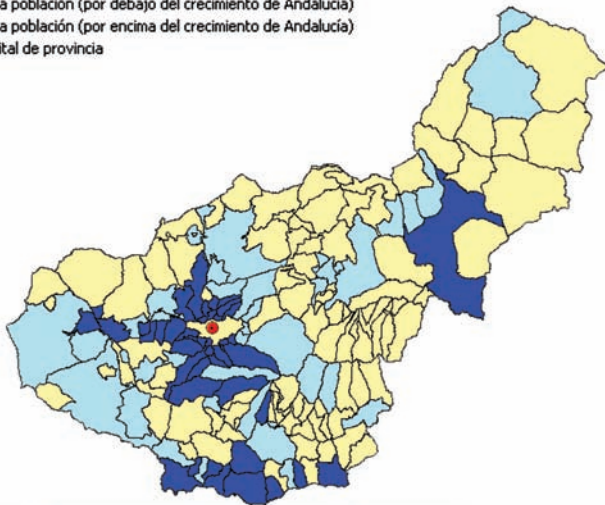 a población (por debajo del crecimiento de Andalucía)
a población (por encima del crecimiento de Andalucía)
ital de provincia